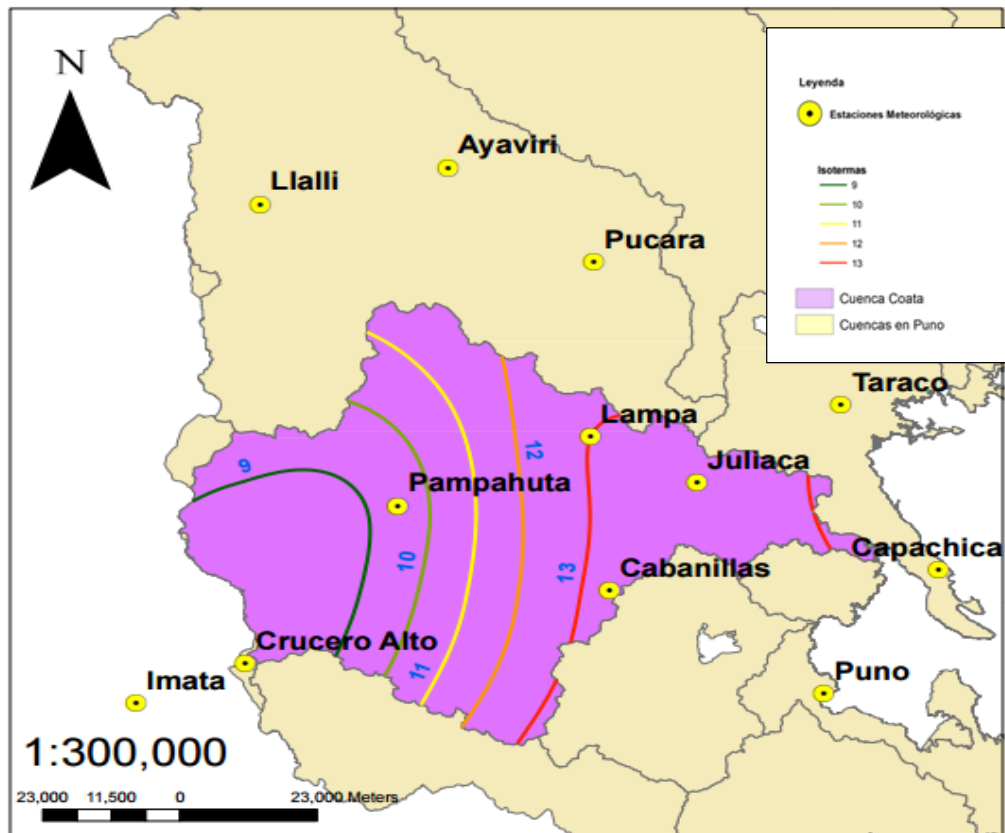 N
Leyenda
Estaciones Meteorológicas
Isotermas
9
10
11
12
13
Cuenca Coata
Cuencas en Puno
Ayaviri
Llalli
Pucara
Taraco
Lampa
12
9
Juliaca
Pampahuta
10
Capachica
13
Cabanillas
Crucero Alto
11
Imata
Puno
1:300,000
23,000 11,500 0 23,000 Meters